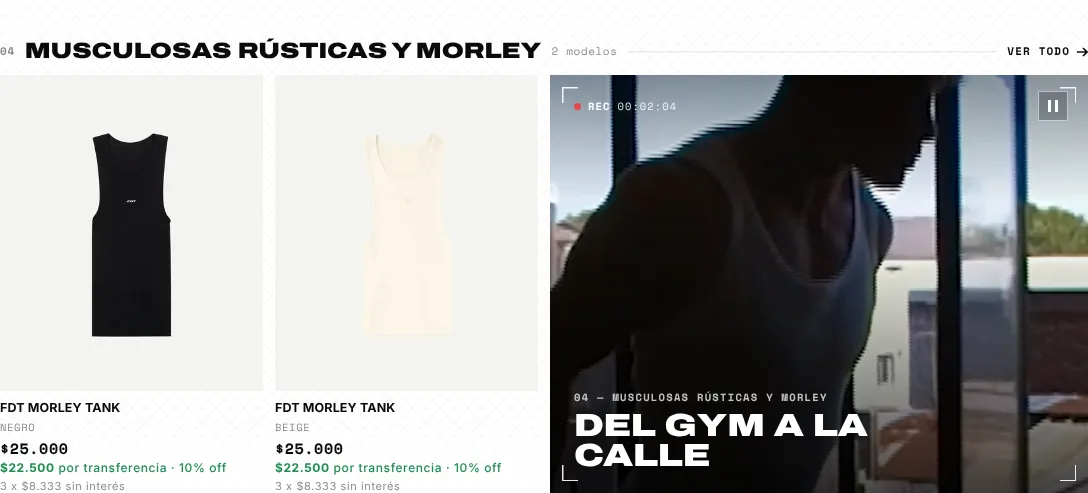 04 MUSCULOSAS RÚSTICAS Y MORLEY 2 modelos VER TODO →
FDT
FDT MORLEY TANK
NEGRO
$25.000
$22.500 por transferencia · 10% off
3 x $8.333 sin interés
FDT MORLEY TANK
BEIGE
$25.000
$22.500 por transferencia · 10% off
3 x $8.333 sin interés
REC 00:02:04
04 — MUSCULOSAS RÚSTICAS Y MORLEY
DEL GYM A LA
CALLE